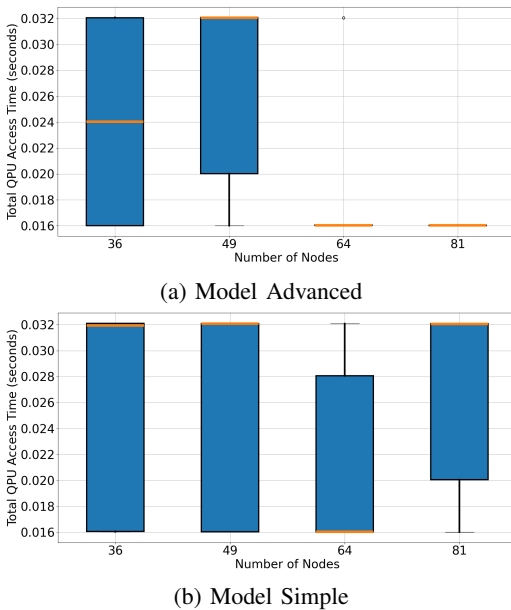 Total QPU Access Time (seconds)
0.032
0.030
0.028
0.026
0.024
0.022
0.020
0.018
0.016
36 49 64 81
Number of Nodes
(a) Model Advanced
Total QPU Access Time (seconds)
0.032
0.030
0.028
0.026
0.024
0.022
0.020
0.018
0.016
36 49 64 81
Number of Nodes
(b) Model Simple